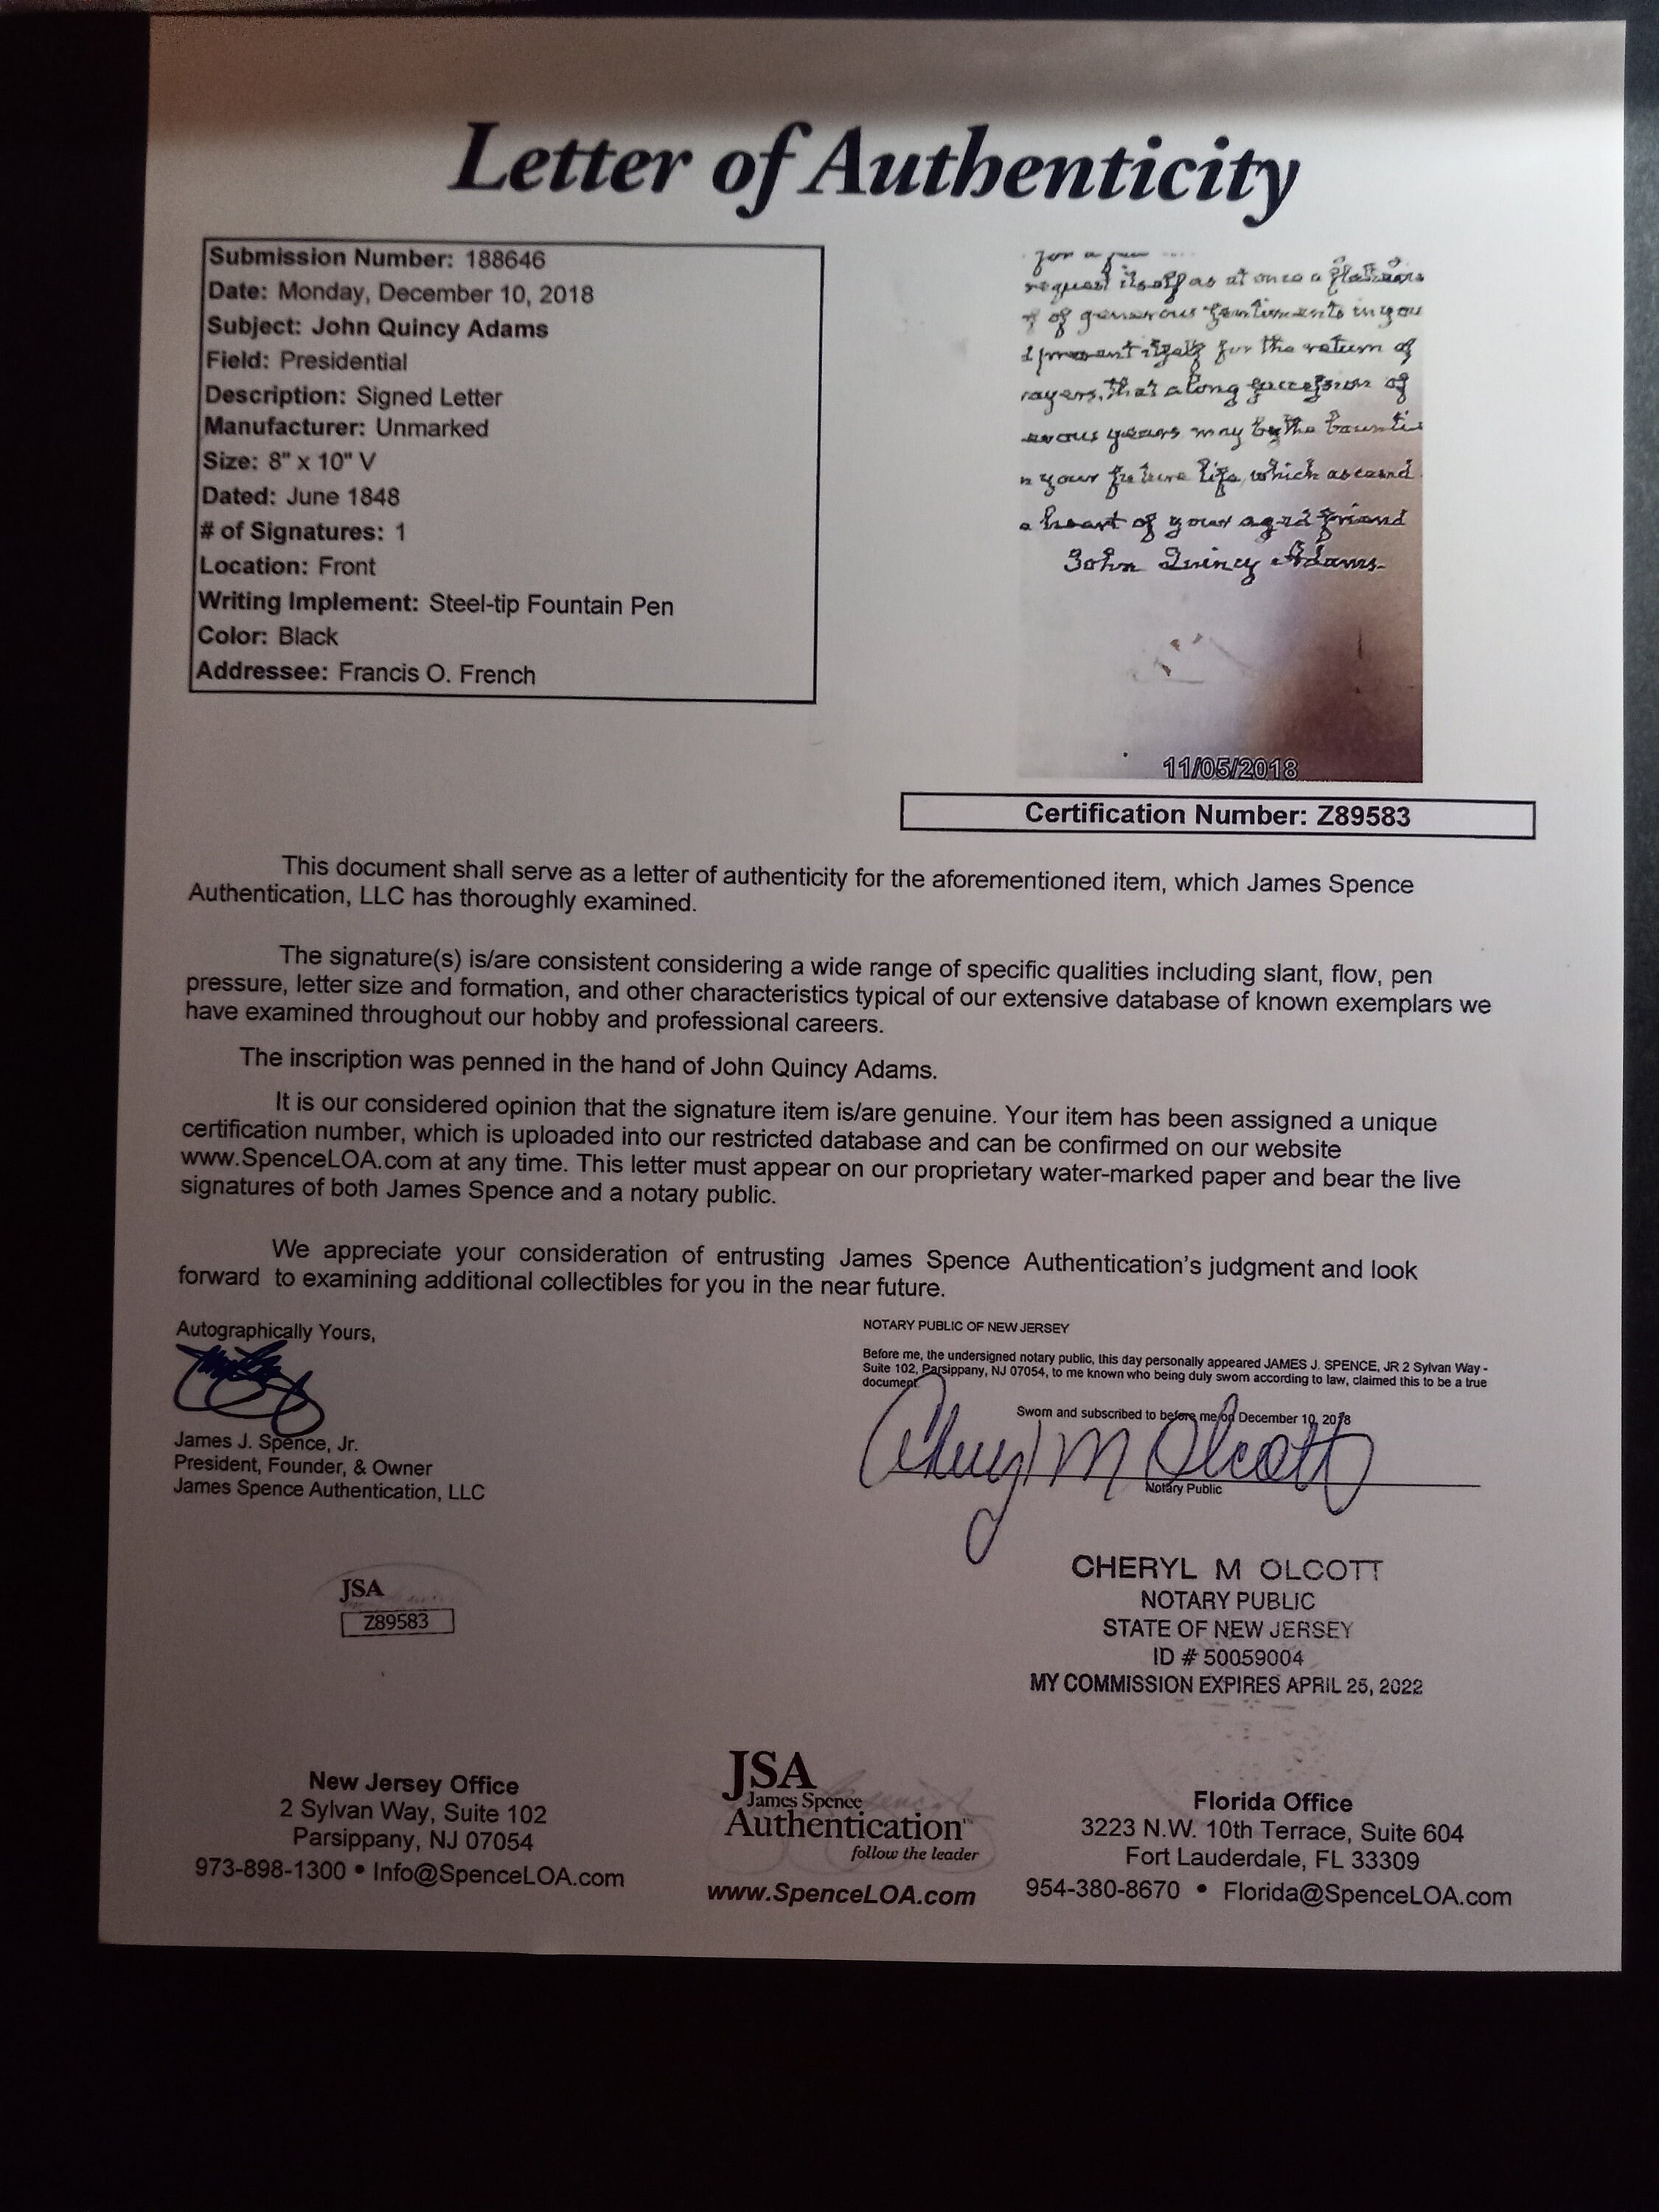 Letter of Authenticity
Submission Number: 188646
Date: Monday, December 10, 2018
Subject: John Quincy Adams
Field: Presidential
Description: Signed Letter
Manufacturer: Unmarked
Size: 8" x 10" V
Dated: June 1848
# of Signatures: 1
Location: Front
Writing Implement: Steel-tip Fountain Pen
Color: Black
Addressee: Francis O. French
for a
request itself as at once a
of generous sentiments in you
present itself for the return of
that a long succession of
years may by the
your future life, which ascend
heart of your aged friend
John Quincy Adams.
11/05/2018
Certification Number: Z89583
This document shall serve as a letter of authenticity for the aforementioned item, which James Spence
Authentication, LLC has thoroughly examined.
The signature(s) is/are consistent considering a wide range of specific qualities including slant, flow, pen
pressure, letter size and formation, and other characteristics typical of our extensive database of known exemplars we
have examined throughout our hobby and professional careers.
The inscription was penned in the hand of John Quincy Adams.
It is our considered opinion that the signature item is/are genuine. Your item has been assigned a unique
certification number, which is uploaded into our restricted database and can be confirmed on our website
www.SpenceLOA.com at any time. This letter must appear on our proprietary water-marked paper and bear the live
signatures of both James Spence and a notary public.
We appreciate your consideration of entrusting James Spence Authentication's judgment and look
forward to examining additional collectibles for you in the near future.
Autographically Yours,
James J. Spence, Jr.
President, Founder, & Owner
James Spence Authentication, LLC
NOTARY PUBLIC OF NEW JERSEY
Before me, the undersigned notary public, this day personally appeared JAMES J. SPENCE, JR 2 Sylvan Way -
Suite 102, Parsippany, NJ 07054, to me known who being duly sworn according to law, claimed this to be a true
document.
Sworn and subscribed to before me on December 10, 2018
Cheryl M Olcott
Notary Public
CHERYL M OLCOTT
NOTARY PUBLIC
STATE OF NEW JERSEY
ID # 50059004
MY COMMISSION EXPIRES APRIL 25, 2022
JSA
Z89583
New Jersey Office
2 Sylvan Way, Suite 102
Parsippany, NJ 07054
973-898-1300 • Info@SpenceLOA.com
JSA
James Spence
Authentication
follow the leader
www.SpenceLOA.com
Florida Office
3223 N.W. 10th Terrace, Suite 604
Fort Lauderdale, FL 33309
954-380-8670 • Florida@SpenceLOA.com